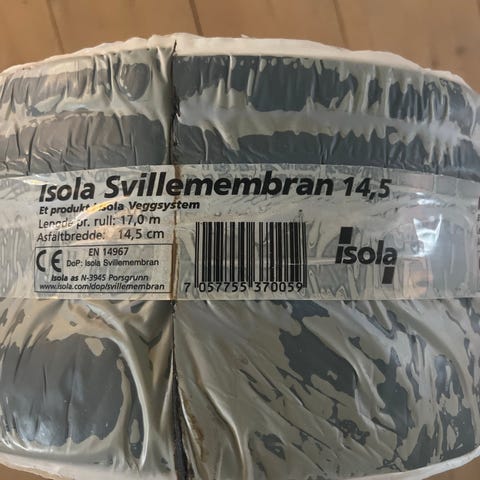 Isola Svillemembran 14,5
Et produkt i Isola Veggsystem
Lengde pr. rull: 17,0 m
Asfaltbredde: 14,5 cm
CE
EN 14967
DoP: Isola Svillemembran
Isola as N-3945 Porsgrunn
www.isola.com/dop/svillemembran
7 057755 370059
Isola